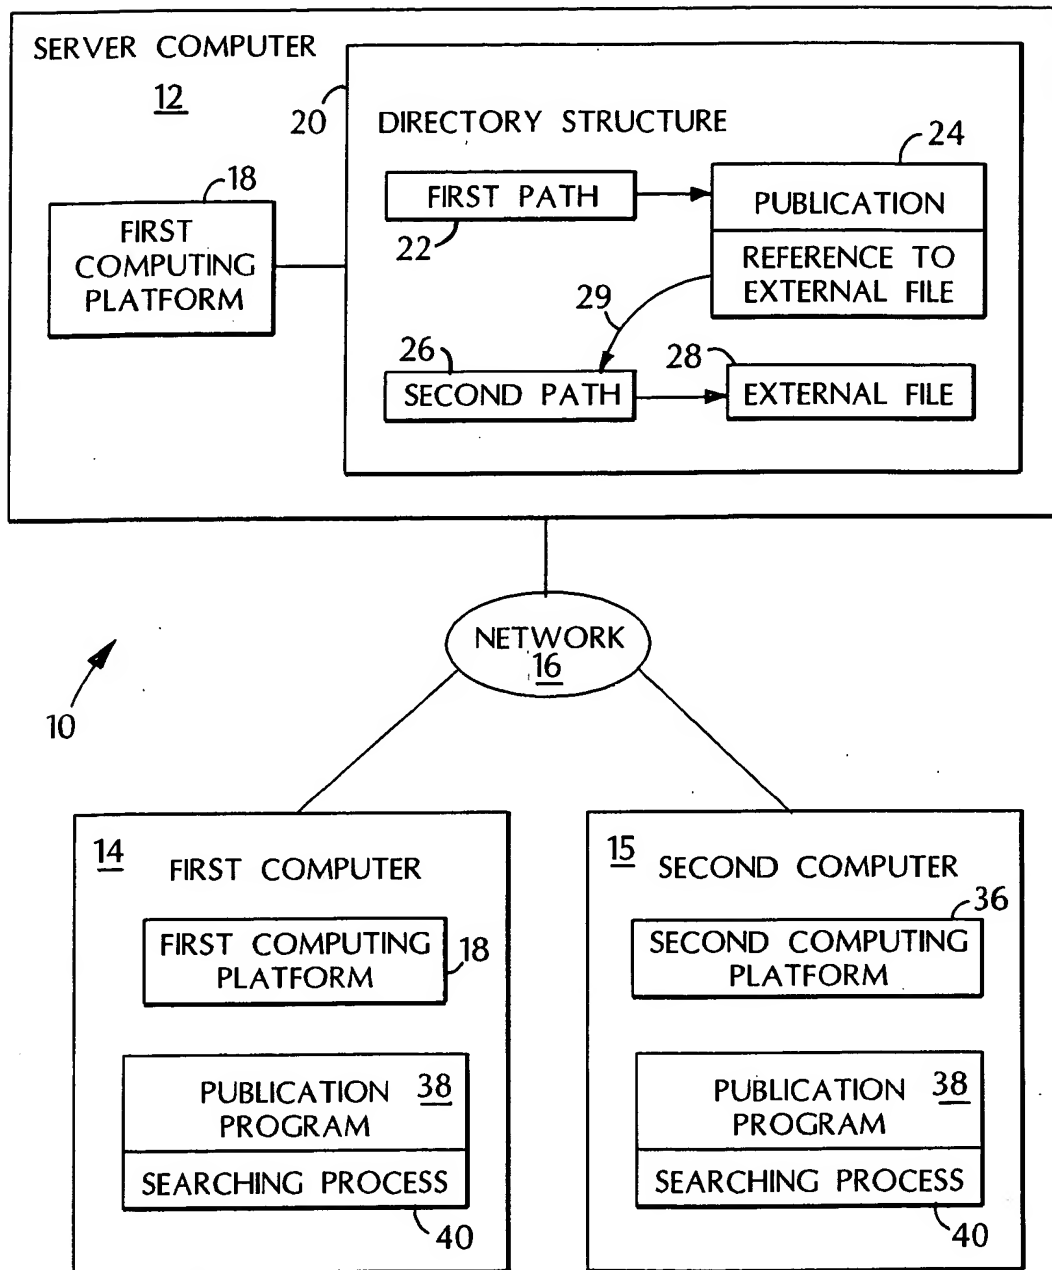 SERVER COMPUTER
12
20
DIRECTORY STRUCTURE
24
18
FIRST
COMPUTING
PLATFORM
FIRST PATH
22
PUBLICATION
REFERENCE TO
EXTERNAL FILE
29
26
SECOND PATH
28
EXTERNAL FILE
NETWORK
16
10
14
FIRST COMPUTER
FIRST COMPUTING
PLATFORM
18
PUBLICATION
PROGRAM
38
SEARCHING PROCESS
40
15
SECOND COMPUTER
36
SECOND COMPUTING
PLATFORM
PUBLICATION
PROGRAM
38
SEARCHING PROCESS
40